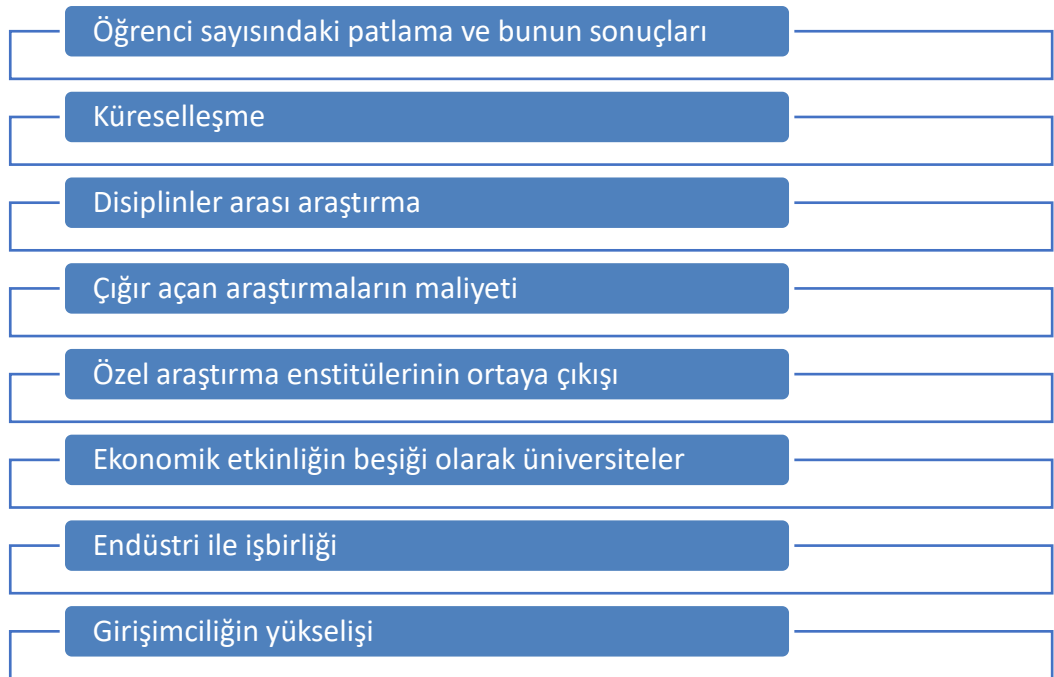 Öğrenci sayısındaki patlama ve bunun sonuçları
Küreselleşme
Disiplinler arası araştırma
Çığır açan araştırmaların maliyeti
Özel araştırma enstitülerinin ortaya çıkışı
Ekonomik etkinliğin beşiği olarak üniversiteler
Endüstri ile işbirliği
Girişimciliğin yükselişi